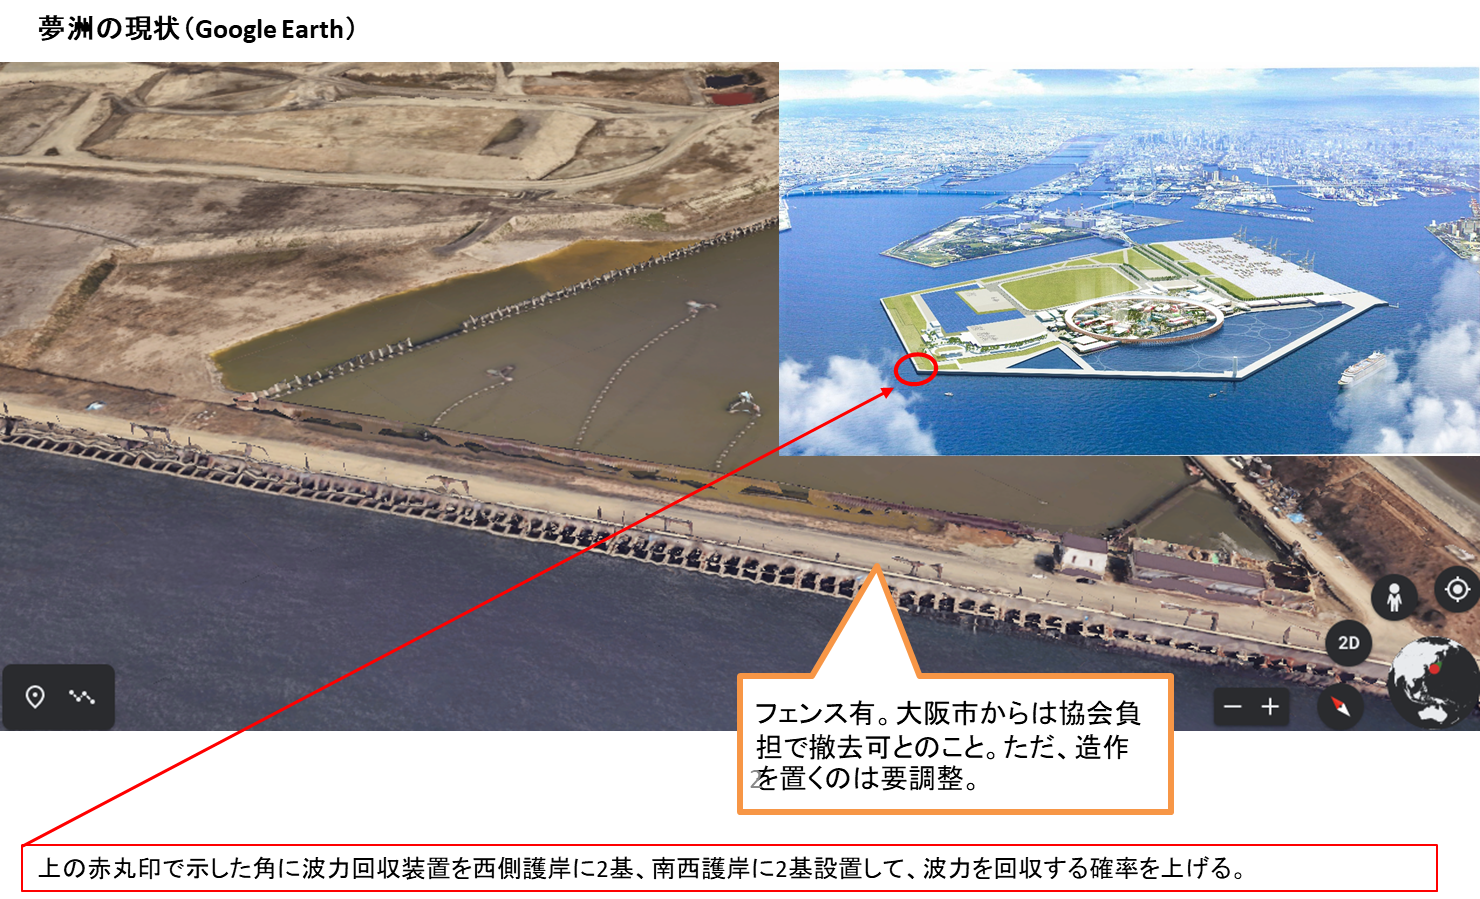 夢洲の現状（Google Earth）
2D
フェンス有。大阪市からは協会負
担で撤去可とのこと。ただ、造作
を置くのは要調整。
2
上の赤丸印で示した角に波力回収装置を西側護岸に2基、南西護岸に2基設置して、波力を回収する確率を上げる。